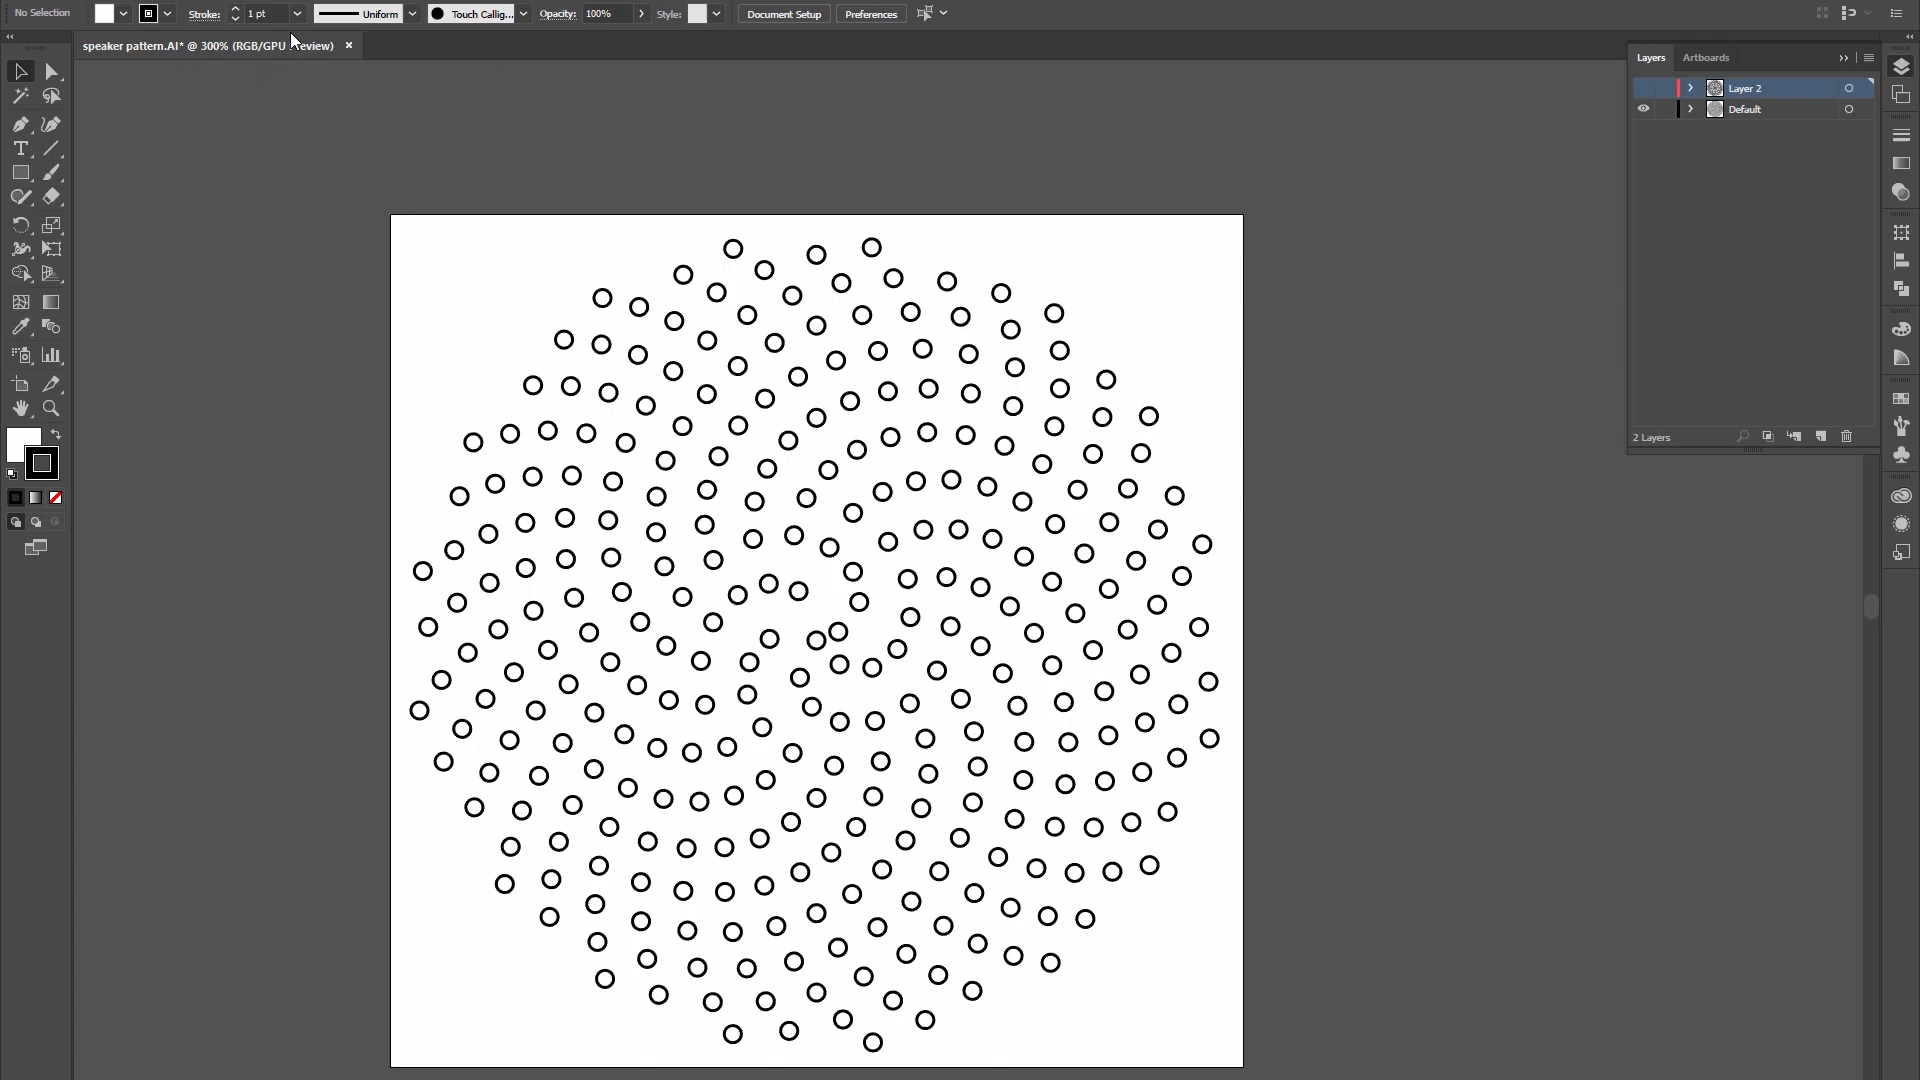 No Selection
Stroke: 1 pt
Uniform
Touch Callig...
Opacity: 100%
Style:
Document Setup
Preferences
speaker pattern.AI* @ 300% (RGB/GPU
Layers
Artboards
Layer 2
Default
2 Layers